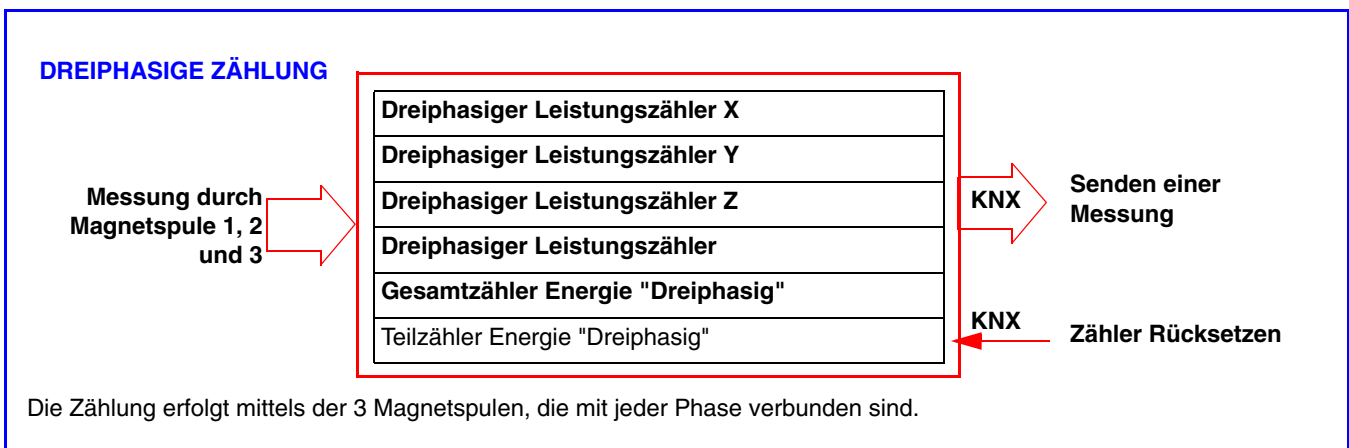 DREIPHASIGE ZÄHLUNG
Messung durch
Magnetspule 1, 2
und 3
Dreiphasiger Leistungszähler X
Dreiphasiger Leistungszähler Y
Dreiphasiger Leistungszähler Z
Dreiphasiger Leistungszähler
Gesamtzähler Energie "Dreiphasig"
Teilzähler Energie "Dreiphasig"
KNX
Senden einer
Messung
KNX
Zähler Rücksetzen
Die Zählung erfolgt mittels der 3 Magnetspulen, die mit jeder Phase verbunden sind.